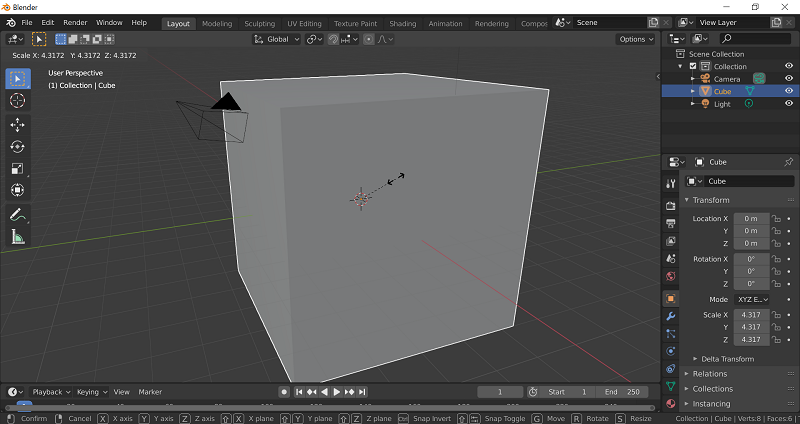 Blender
File Edit Render Window Help Layout Modeling Sculpting UV Editing Texture Paint Shading Animation Rendering Compos Scene View Layer
Global Options
Scale X: 4.3172 Y: 4.3172 Z: 4.3172
User Perspective
(1) Collection | Cube
Scene Collection
Collection
Camera
Cube
Light
Cube
Cube
Transform
Location X 0 m
Y 0 m
Z 0 m
Rotation X 0°
Y 0°
Z 0°
Mode XYZ E...
Scale X 4.317
Y 4.317
Z 4.317
Delta Transform
Relations
Collections
Instancing
Playback Keying View Marker 1 Start 1 End 250
Confirm Cancel X X axis Y Y axis Z Z axis X X plane Y Y plane Z Z plane Ctrl Snap Invert Snap Toggle G Move R Rotate S Resize Collection | Cube | Verts:8 | Faces:6 |